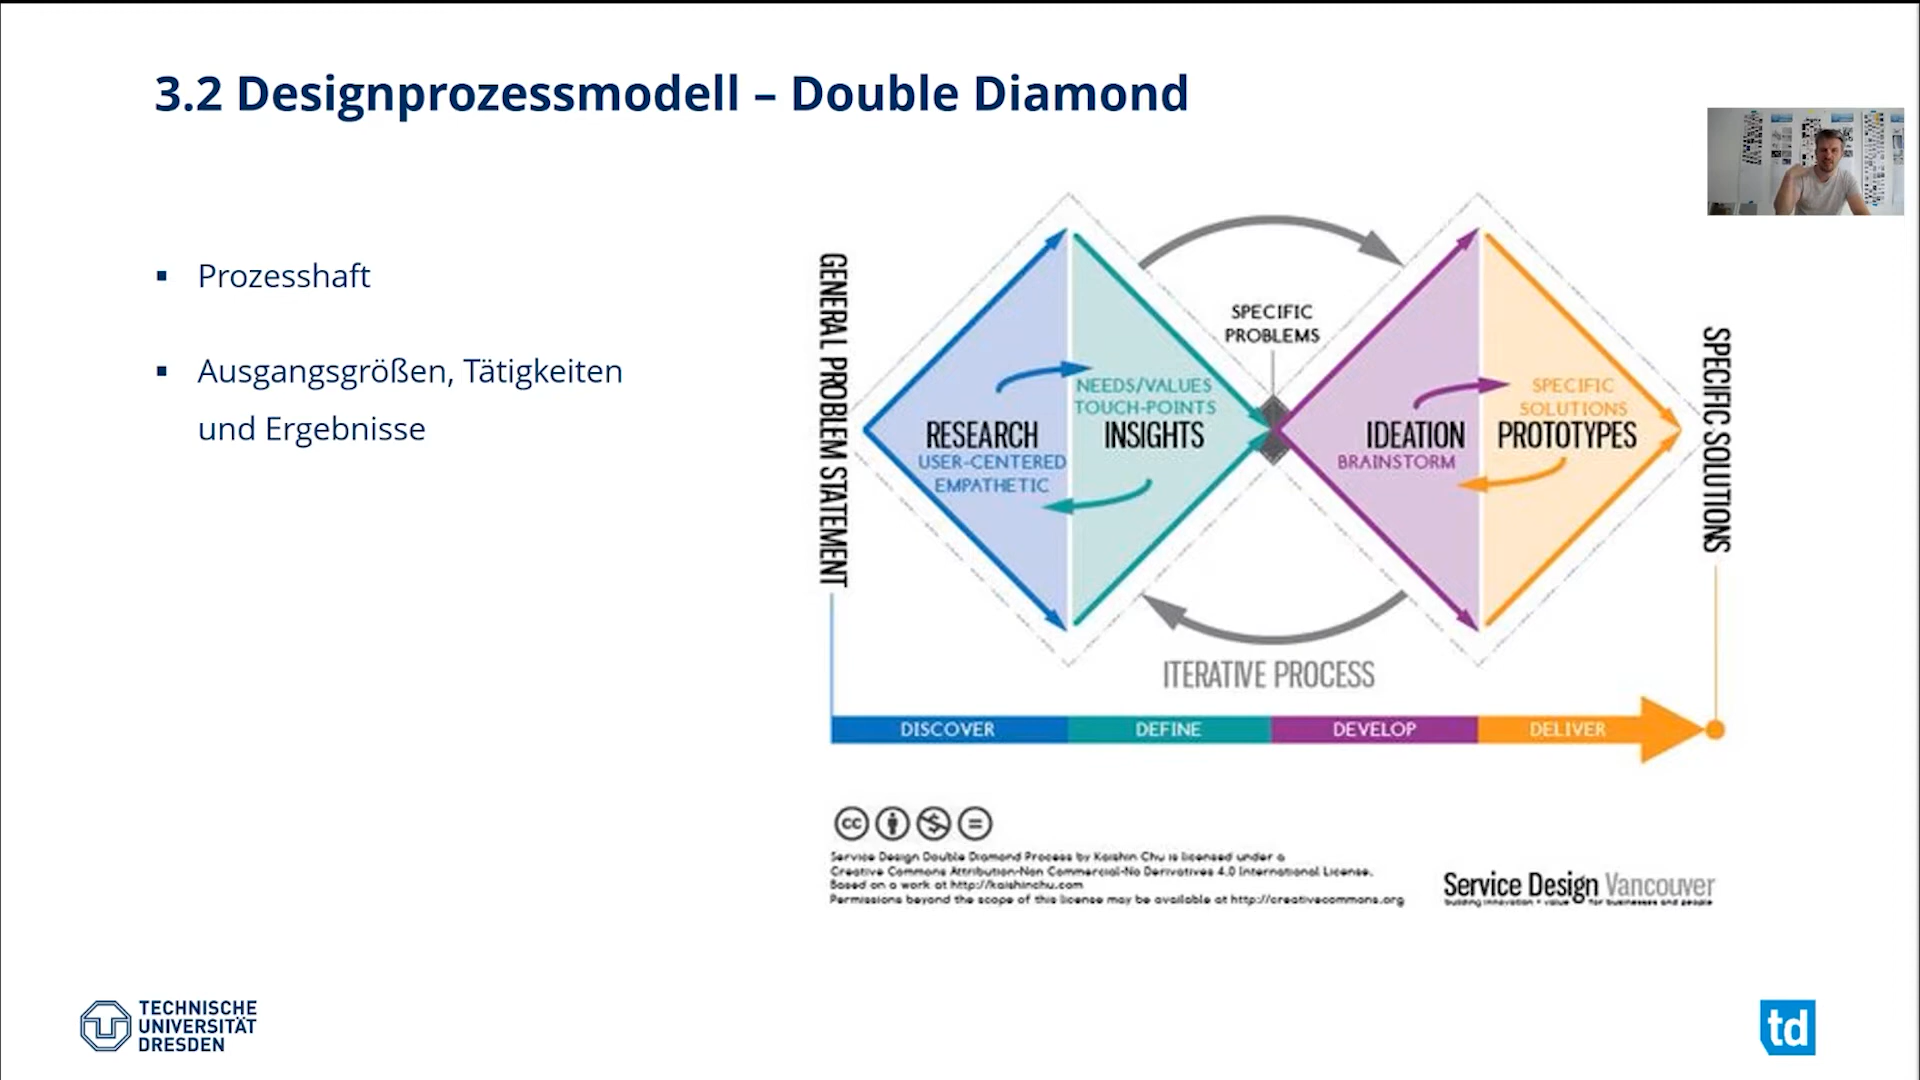 3.2 Designprozessmodell – Double Diamond
▪ Prozesshaft
▪ Ausgangsgrößen, Tätigkeiten
und Ergebnisse
GENERAL PROBLEM STATEMENT
SPECIFIC
PROBLEMS
NEEDS/VALUES
TOUCH-POINTS
RESEARCH
INSIGHTS
USER-CENTERED
EMPATHETIC
SPECIFIC
SOLUTIONS
IDEATION
PROTOTYPES
BRAINSTORM
SPECIFIC SOLUTIONS
ITERATIVE PROCESS
DISCOVER
DEFINE
DEVELOP
DELIVER
cc
Service Design Double Diamond Process by Kaishin Chu is licensed under a
Creative Commons Attribution-Non Commercial-No Derivatives 4.0 International License.
Based on a work at http://kaishinchu.com
Permissions beyond the scope of this license may be available at http://creativecommons.org
Service Design Vancouver
building innovation + value for businesses and people
TECHNISCHE
UNIVERSITÄT
DRESDEN
td